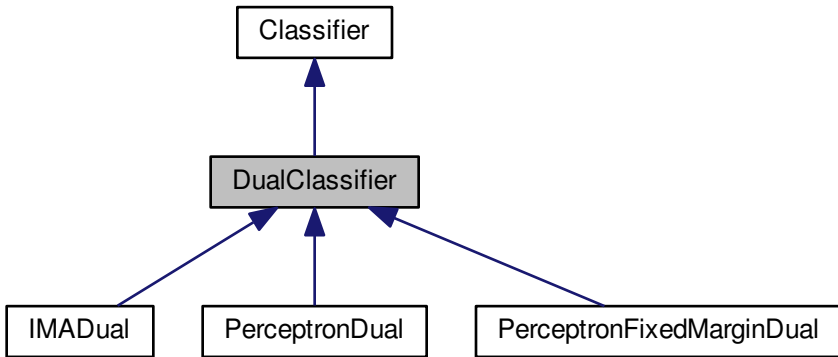 Classifier
DualClassifier
IMADual
PerceptronDual
PerceptronFixedMarginDual